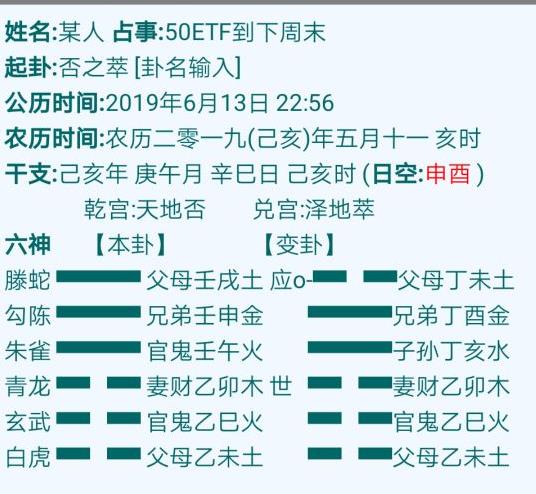 姓名:某人 占事:50ETF到下周末
起卦:否之萃 [卦名输入]
公历时间:2019年6月13日 22:56
农历时间:农历二零一九(己亥)年五月十一 亥时
干支:己亥年 庚午月 辛巳日 己亥时 (日空:申酉 )
乾宫:天地否 兑宫:泽地萃
六神 【本卦】 【变卦】
滕蛇 父母壬戌土 应o- 父母丁未土
勾陈 兄弟壬申金 兄弟丁酉金
朱雀 官鬼壬午火 子孙丁亥水
青龙 妻财乙卯木 世 妻财乙卯木
玄武 官鬼乙巳火 官鬼乙巳火
白虎 父母乙未土 父母乙未土